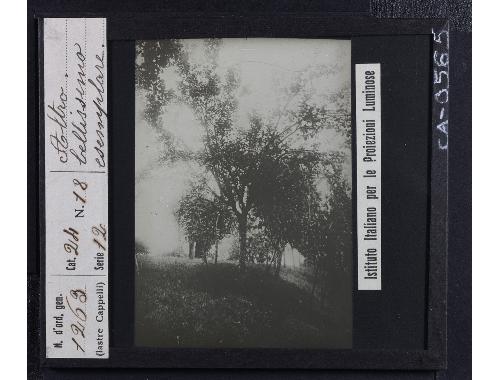 N. d'ord. gen.
1263
(lastre Cappelli)
Cat. 24 N. 18
Serie 12
bellissimo
esemplare.
Istituto Italiano per le Proiezioni Luminose
CA-0565